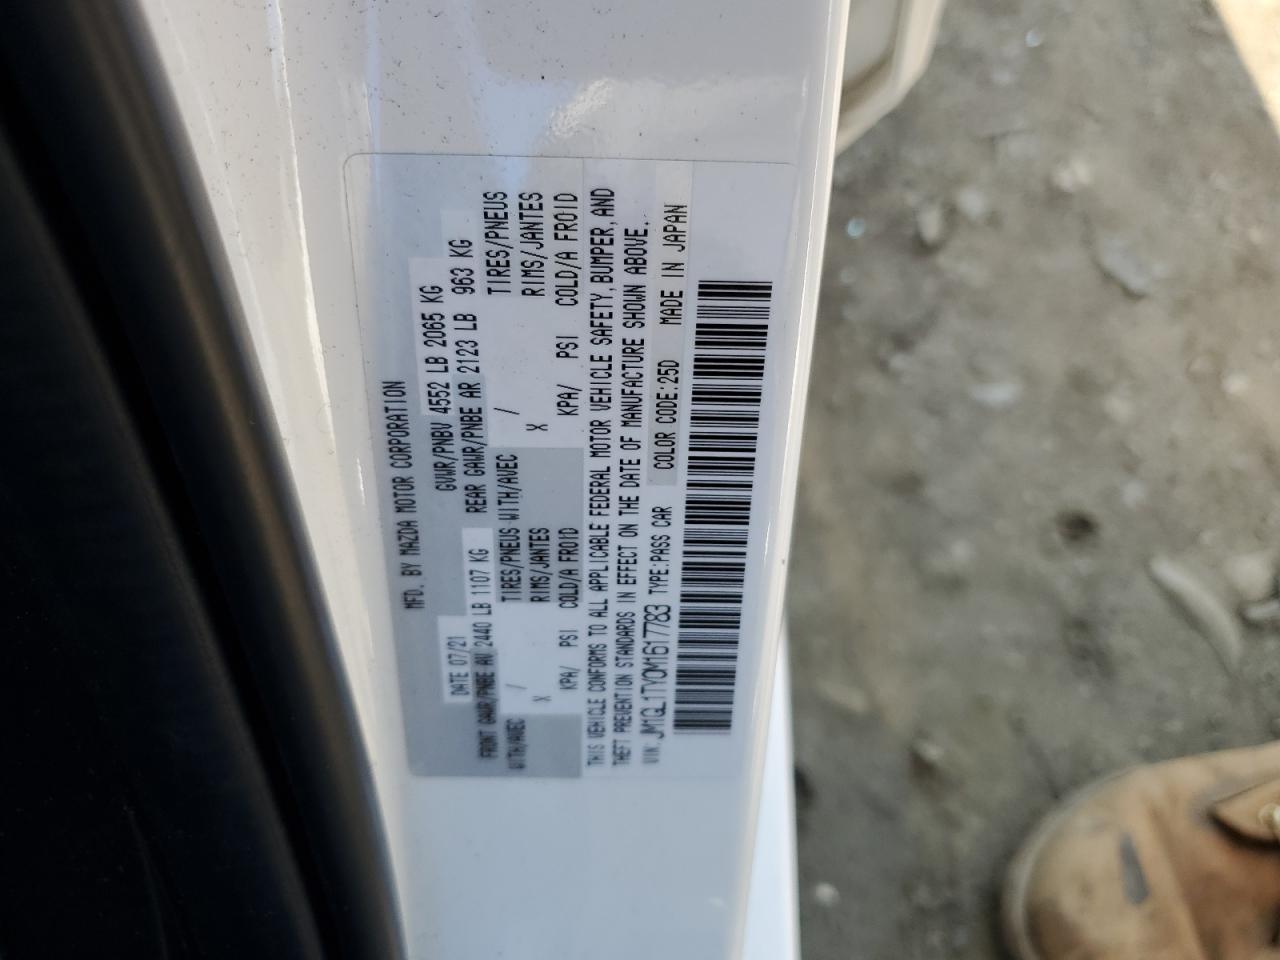 MFD. BY MAZDA MOTOR CORPORATION
DATE 07/21 GVWR/PNBV 4552 LB 2065 KG
FRONT GAWR/PNBE AV 2440 LB 1107 KG REAR GAWR/PNBE AR 2123 LB 963 KG
WITH/AVEC / TIRES/PNEUS WITH/AVEC / TIRES/PNEUS
X RIMS/JANTES X RIMS/JANTES
KPA/ PSI COLD/A FROID KPA/ PSI COLD/A FROID
THIS VEHICLE CONFORMS TO ALL APPLICABLE FEDERAL MOTOR VEHICLE SAFETY, BUMPER, AND
THEFT PREVENTION STANDARDS IN EFFECT ON THE DATE OF MANUFACTURE SHOWN ABOVE.
VIN. JM1GL1TY0M1617783 TYPE:PASS CAR COLOR CODE:25D MADE IN JAPAN